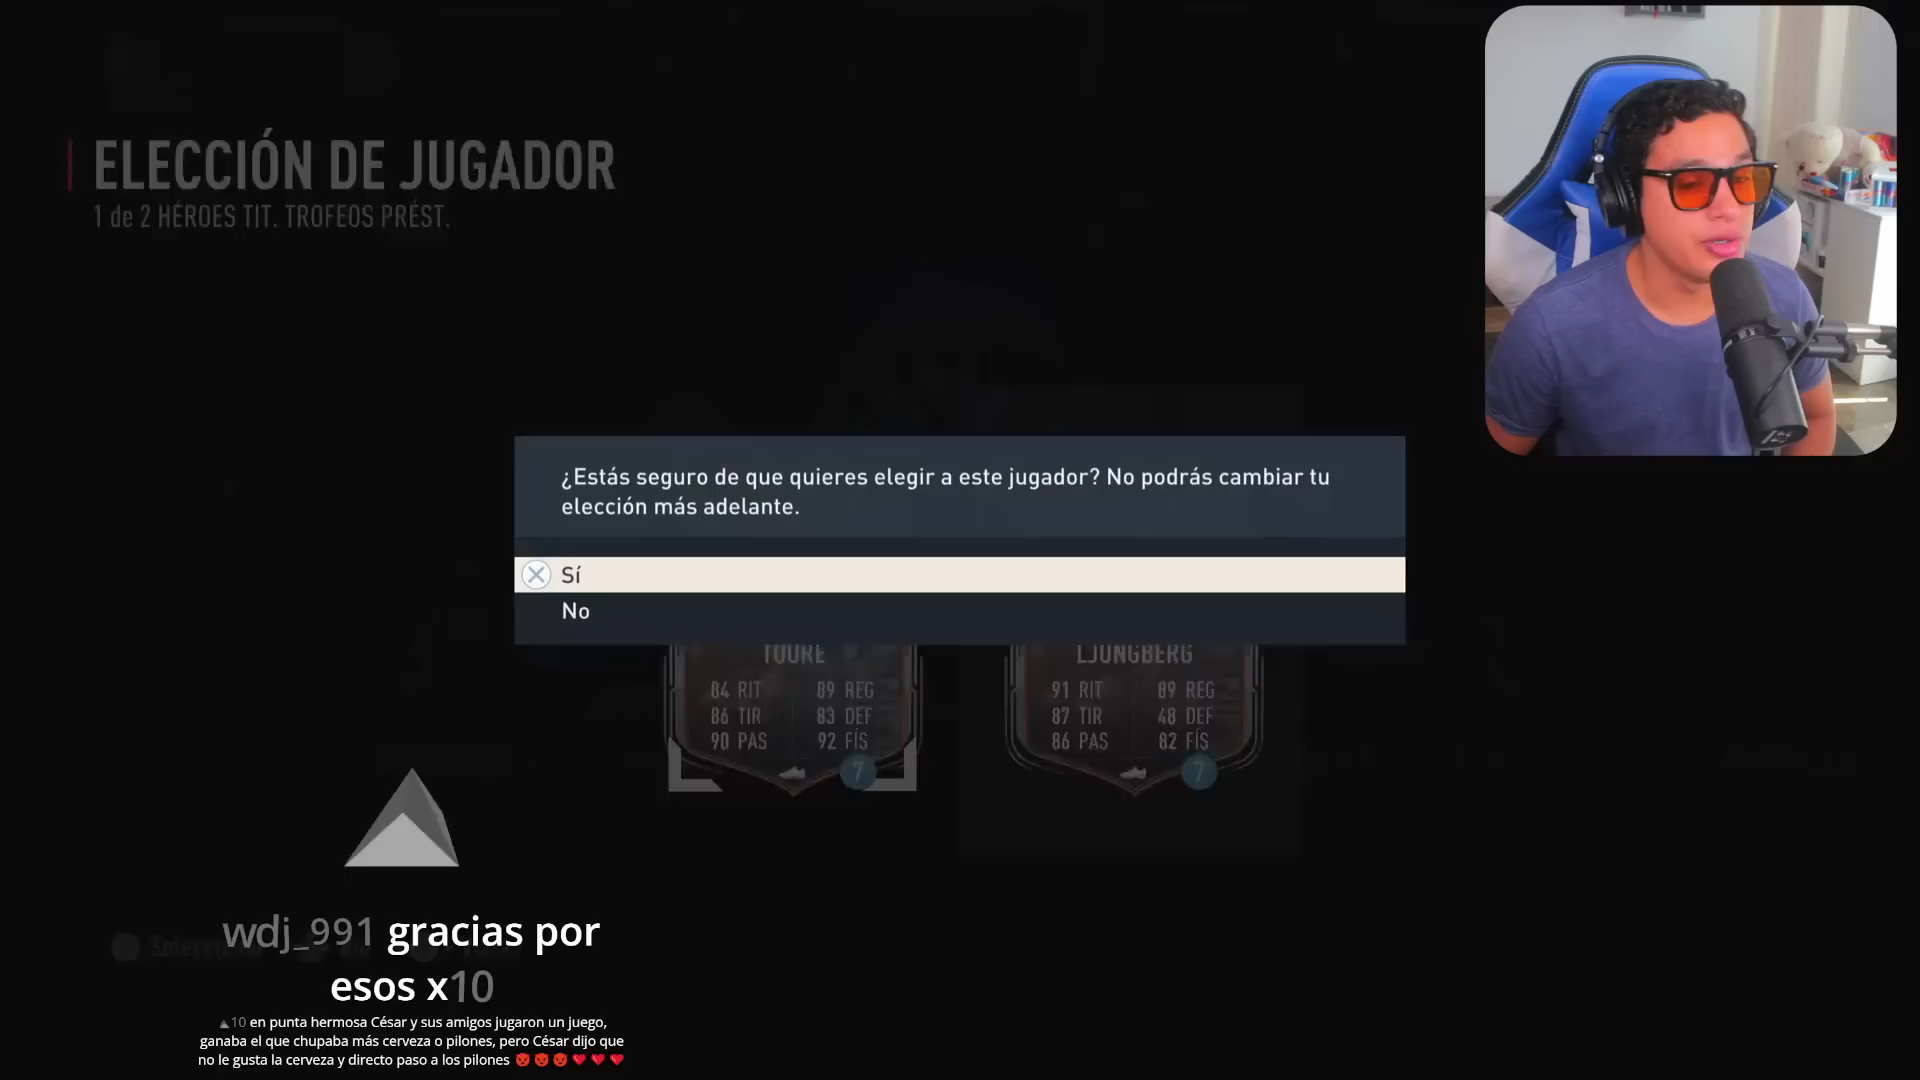 ELECCIÓN DE JUGADOR
1 de 2 HÉROES TIT. TROFEOS PRÉST.
¿Estás seguro de que quieres elegir a este jugador? No podrás cambiar tu
elección más adelante.
Sí
No
TOURÉ
84 RIT 89 REG
86 TIR 83 DEF
90 PAS 92 FÍS
7
LJUNGBERG
91 RIT 89 REG
87 TIR 48 DEF
86 PAS 82 FÍS
7
wdj_991 gracias por
esos x10
10 en punta hermosa César y sus amigos jugaron un juego,
ganaba el que chupaba más cerveza o pilones, pero César dijo que
no le gusta la cerveza y directo paso a los pilones 😡😡😡❤️❤️❤️